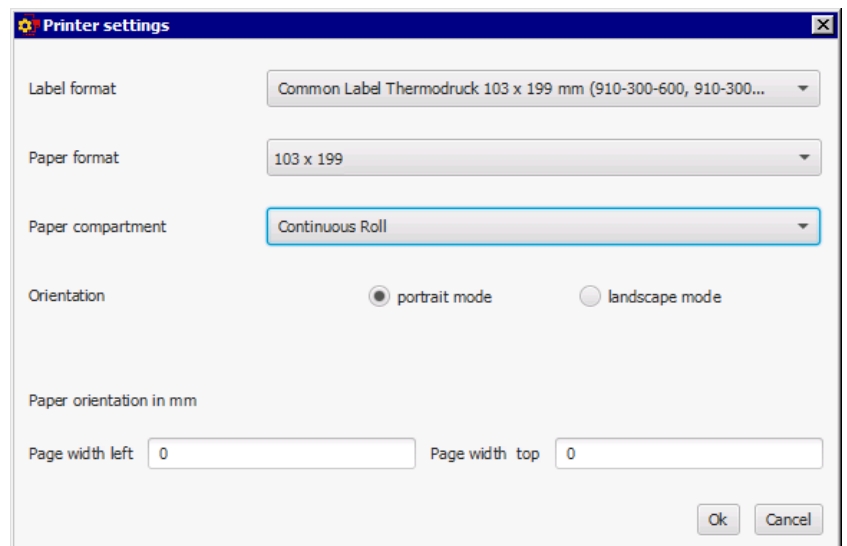 Printer settings
Label format Common Label Thermodruck 103 x 199 mm (910-300-600, 910-300...
Paper format 103 x 199
Paper compartment Continuous Roll
Orientation portrait mode landscape mode
Paper orientation in mm
Page width left 0 Page width top 0
Ok Cancel